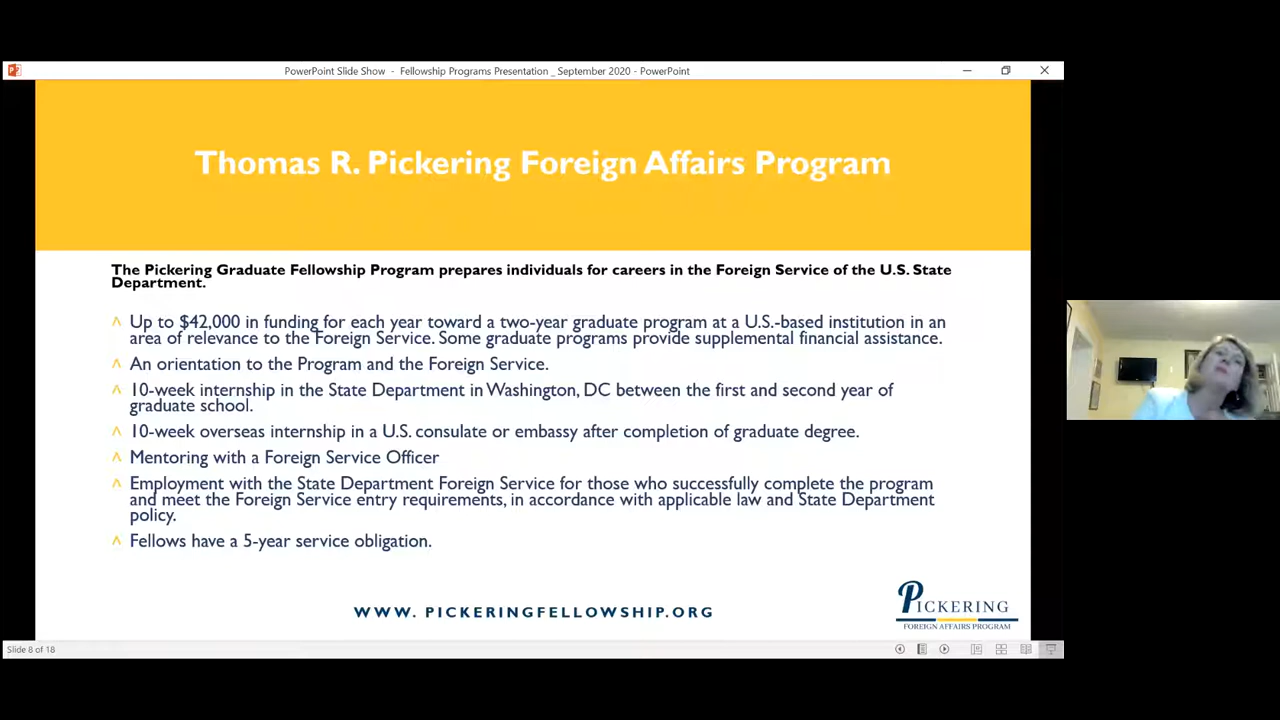 PowerPoint Slide Show - Fellowship Programs Presentation _ September 2020 - PowerPoint
Thomas R. Pickering Foreign Affairs Program
The Pickering Graduate Fellowship Program prepares individuals for careers in the Foreign Service of the U.S. State
Department.
^ Up to $42,000 in funding for each year toward a two-year graduate program at a U.S.-based institution in an
area of relevance to the Foreign Service. Some graduate programs provide supplemental financial assistance.
^ An orientation to the Program and the Foreign Service.
^ 10-week internship in the State Department in Washington, DC between the first and second year of
graduate school.
^ 10-week overseas internship in a U.S. consulate or embassy after completion of graduate degree.
^ Mentoring with a Foreign Service Officer
^ Employment with the State Department Foreign Service for those who successfully complete the program
and meet the Foreign Service entry requirements, in accordance with applicable law and State Department
policy.
^ Fellows have a 5-year service obligation.
WWW. PICKERINGFELLOWSHIP.ORG
PICKERING
FOREIGN AFFAIRS PROGRAM
Slide 8 of 18